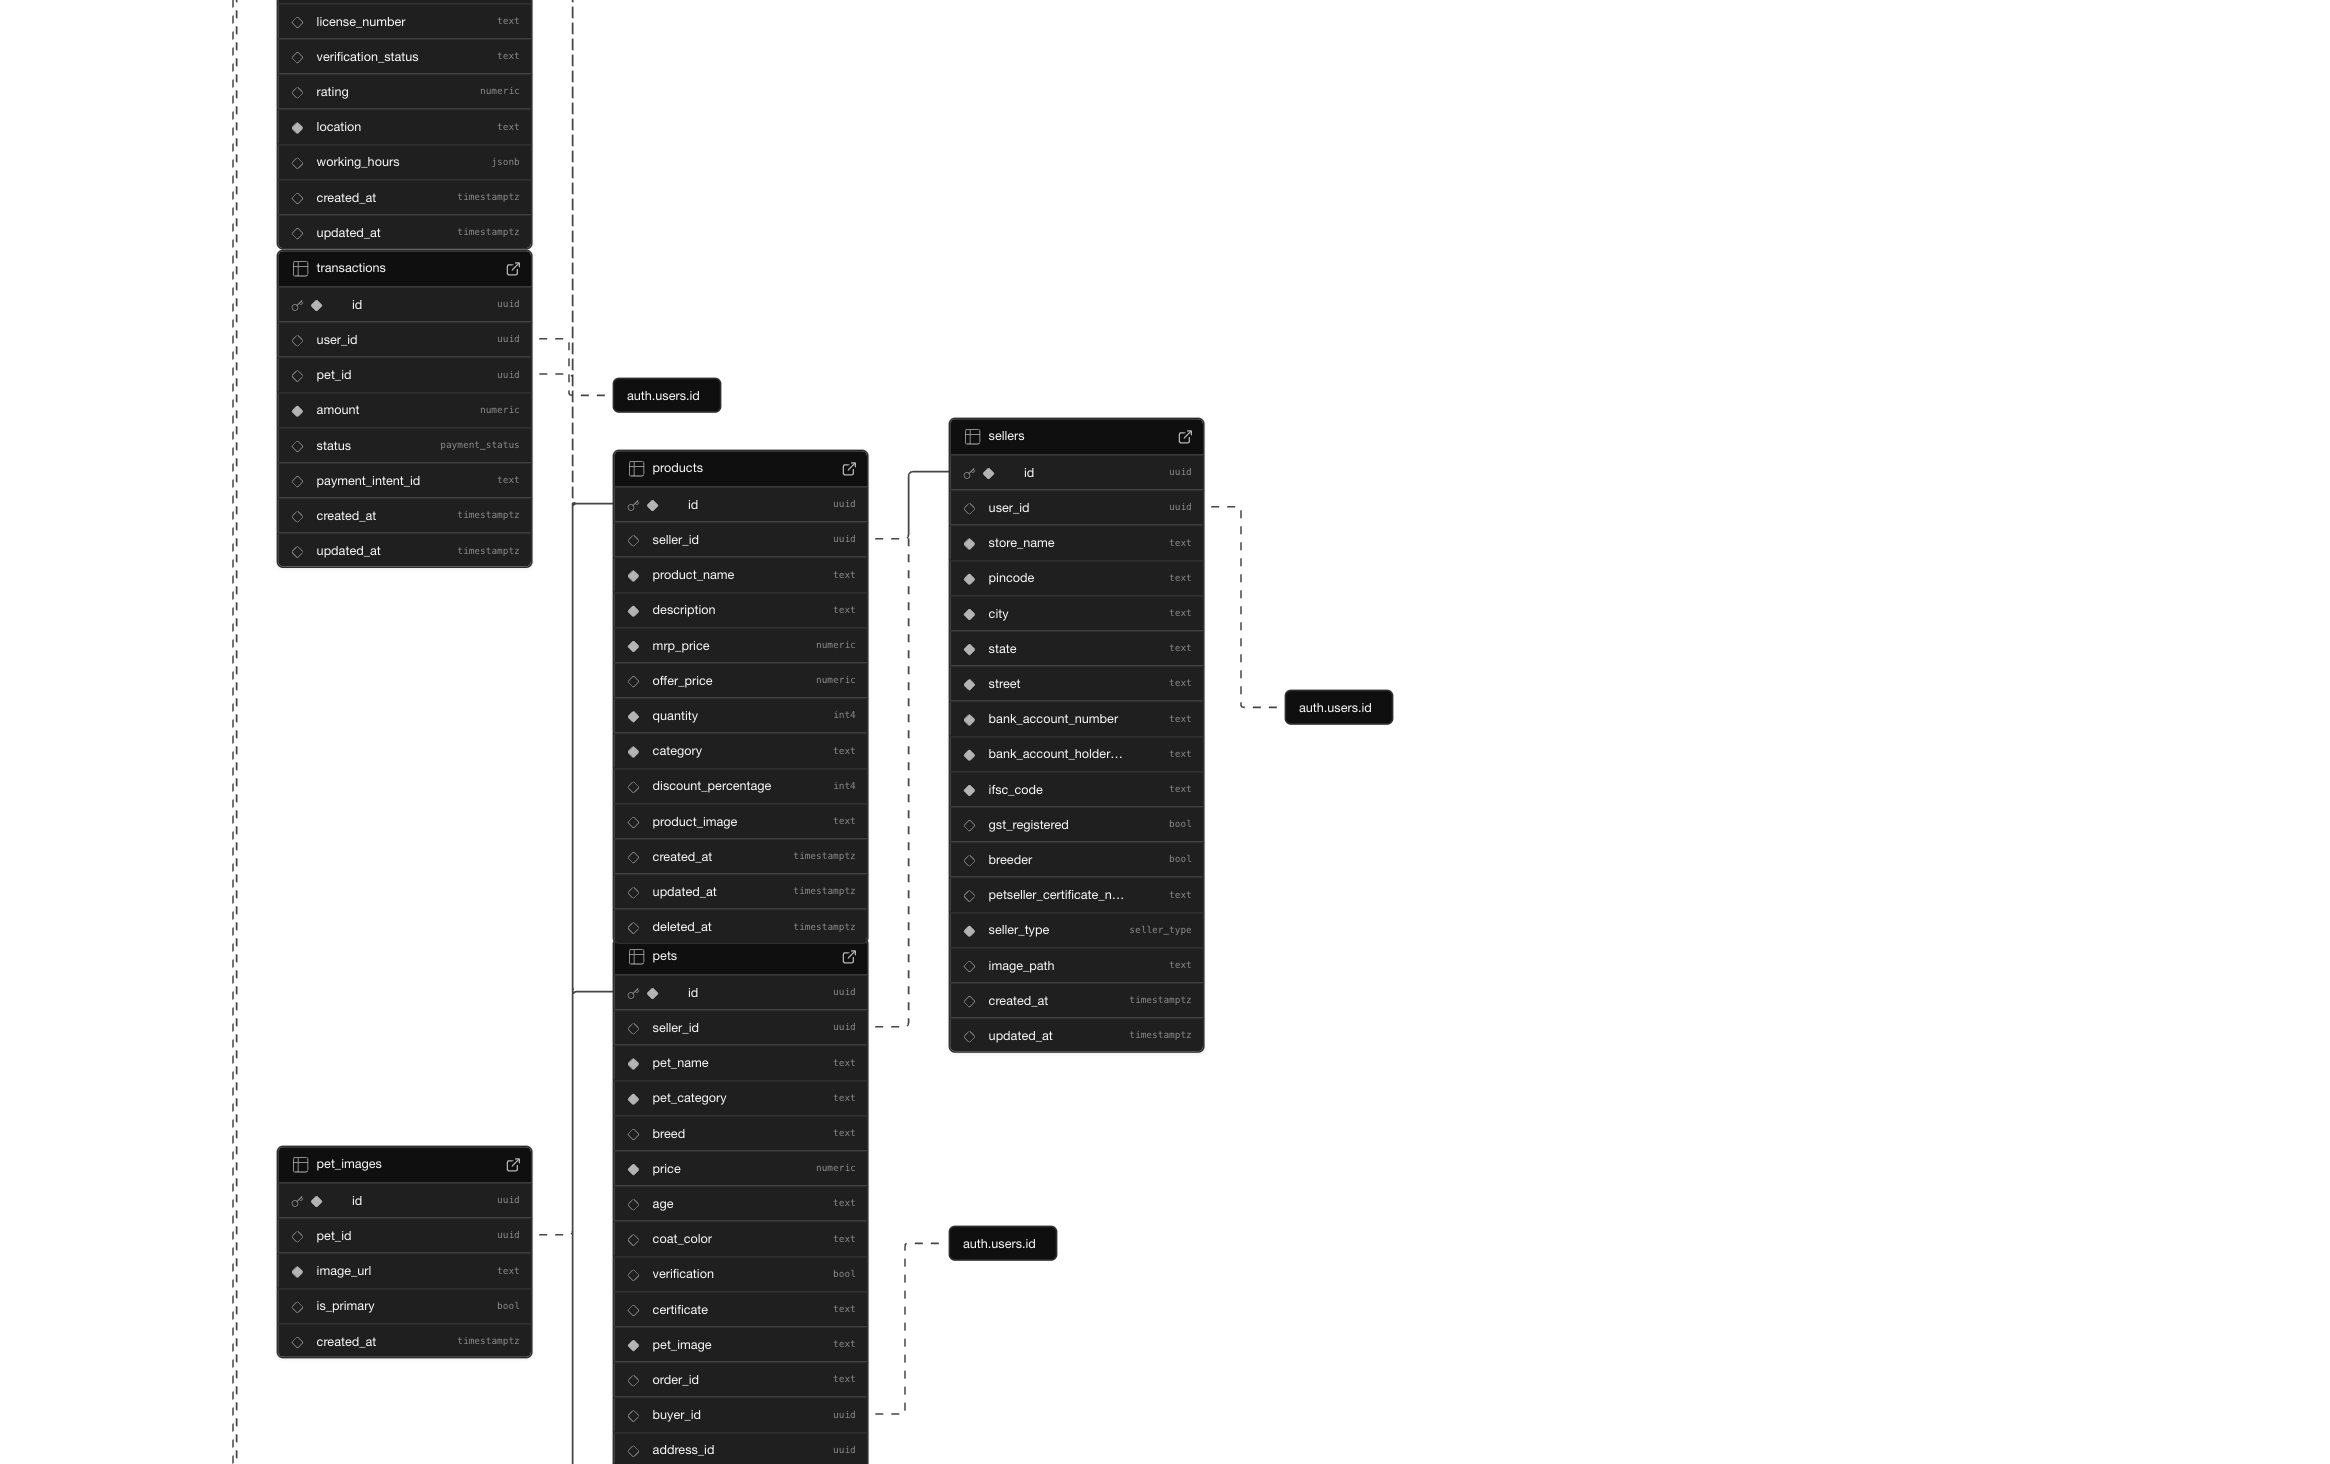 license_number text
verification_status text
rating numeric
location text
working_hours jsonb
created_at timestamptz
updated_at timestamptz
transactions
id uuid
user_id uuid
pet_id uuid
amount numeric
status payment_status
payment_intent_id text
created_at timestamptz
updated_at timestamptz
auth.users.id
products
id uuid
seller_id uuid
product_name text
description text
mrp_price numeric
offer_price numeric
quantity int4
category text
discount_percentage int4
product_image text
created_at timestamptz
updated_at timestamptz
deleted_at timestamptz
sellers
id uuid
user_id uuid
store_name text
pincode text
city text
state text
street text
bank_account_number text
bank_account_holder... text
ifsc_code text
gst_registered bool
breeder bool
petseller_certificate_n... text
seller_type seller_type
image_path text
created_at timestamptz
updated_at timestamptz
auth.users.id
pets
id uuid
seller_id uuid
pet_name text
pet_category text
breed text
price numeric
age text
coat_color text
verification bool
certificate text
pet_image text
order_id text
buyer_id uuid
address_id uuid
auth.users.id
pet_images
id uuid
pet_id uuid
image_url text
is_primary bool
created_at timestamptz